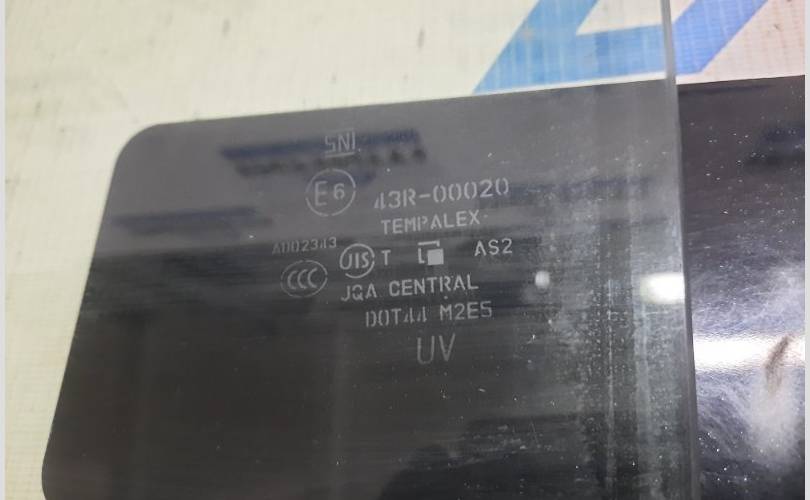 SNI
E6 43R-00020
TEMPALEX
A002343 JIS T AS2
CCC
JQA CENTRAL
DOT44 M2E5
UV